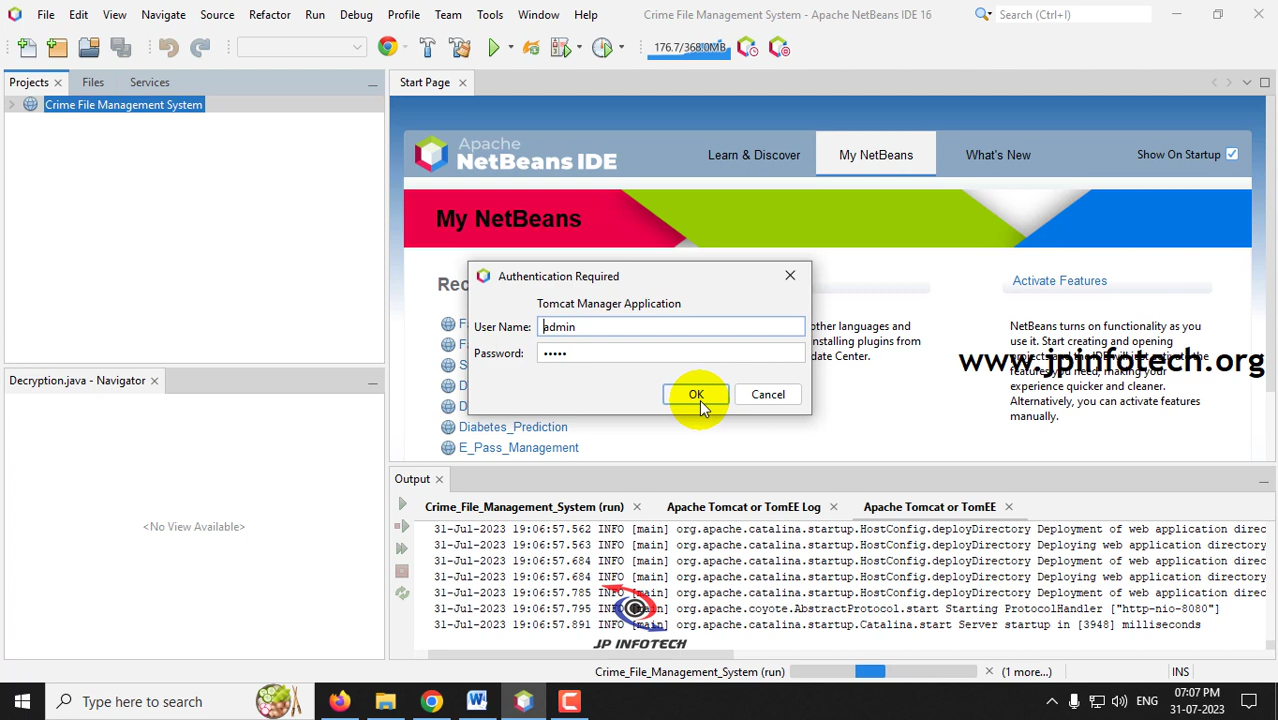 File Edit View Navigate Source Refactor Run Debug Profile Team Tools Window Help
Crime File Management System - Apache NetBeans IDE 16
Search (Ctrl+I)
176.7/368.0MB
Projects Files Services
Start Page
Crime File Management System
Apache
NetBeans IDE
Learn & Discover
My NetBeans
What's New
Show On Startup
My NetBeans
Authentication Required
Tomcat Manager Application
User Name: admin
Password: •••••
OK Cancel
Rec
F
F
S
D
D
Diabetes_Prediction
E_Pass_Management
other languages and
installing plugins from
date Center.
Activate Features
NetBeans turns on functionality as you
use it. Start creating and opening
projects and the IDE will just activate the
features you need, making your
experience quicker and cleaner.
Alternatively, you can activate features
manually.
www.jpinfotech.org
Decryption.java - Navigator
<No View Available>
Output
Crime_File_Management_System (run) Apache Tomcat or TomEE Log Apache Tomcat or TomEE
31-Jul-2023 19:06:57.562 INFO [main] org.apache.catalina.startup.HostConfig.deployDirectory Deployment of web application direc
31-Jul-2023 19:06:57.563 INFO [main] org.apache.catalina.startup.HostConfig.deployDirectory Deploying web application directory
31-Jul-2023 19:06:57.684 INFO [main] org.apache.catalina.startup.HostConfig.deployDirectory Deployment of web application direc
31-Jul-2023 19:06:57.684 INFO [main] org.apache.catalina.startup.HostConfig.deployDirectory Deploying web application directory
31-Jul-2023 19:06:57.785 INFO [main] org.apache.catalina.startup.HostConfig.deployDirectory Deployment of web application direc
31-Jul-2023 19:06:57.795 INFO [main] org.apache.coyote.AbstractProtocol.start Starting ProtocolHandler ["http-nio-8080"]
31-Jul-2023 19:06:57.891 INFO [main] org.apache.catalina.startup.Catalina.start Server startup in [3948] milliseconds
JP INFOTECH
Crime_File_Management_System (run)
(1 more...)
INS
Type here to search
ENG
07:07 PM
31-07-2023